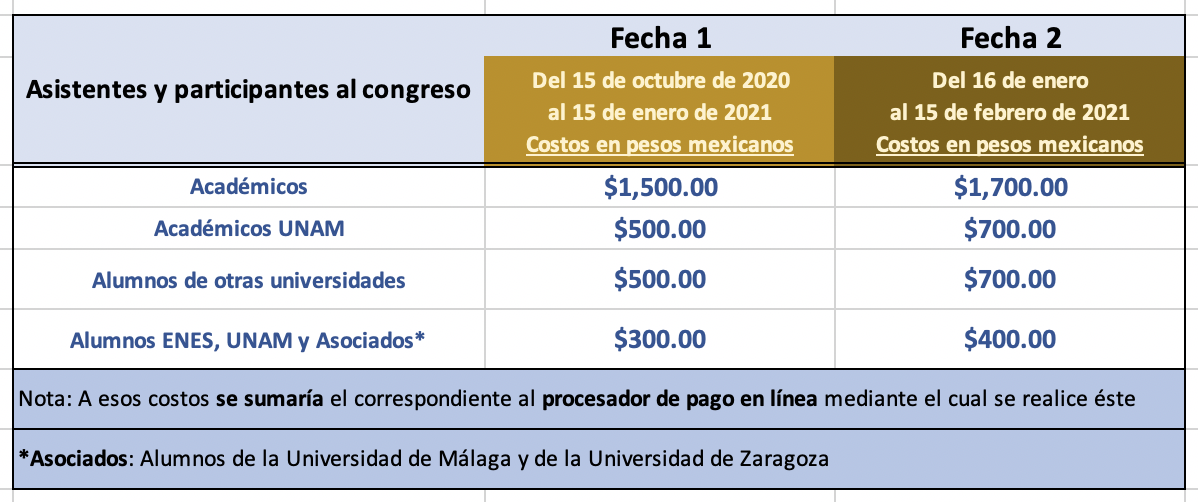 Asistentes y participantes al congreso
Fecha 1
Fecha 2
Del 15 de octubre de 2020
al 15 de enero de 2021
Costos en pesos mexicanos
Del 16 de enero
al 15 de febrero de 2021
Costos en pesos mexicanos
Académicos $1,500.00 $1,700.00
Académicos UNAM $500.00 $700.00
Alumnos de otras universidades $500.00 $700.00
Alumnos ENES, UNAM y Asociados* $300.00 $400.00
Nota: A esos costos se sumaría el correspondiente al procesador de pago en línea mediante el cual se realice éste
*Asociados: Alumnos de la Universidad de Málaga y de la Universidad de Zaragoza